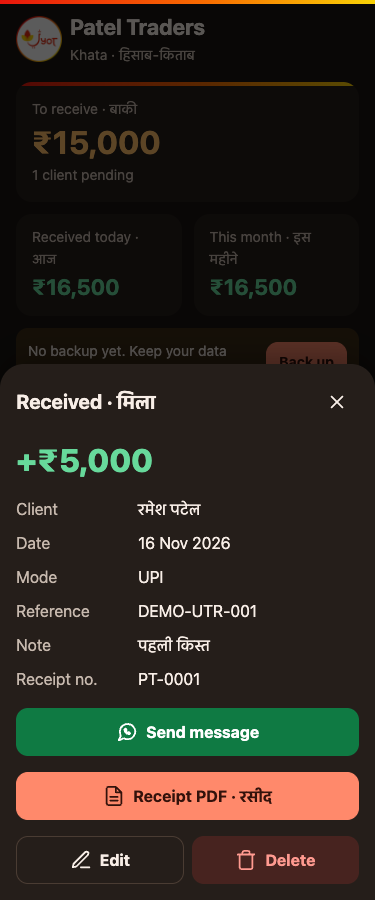 Jyot
Patel Traders
Khata · हिसाब-किताब
To receive · बाकी
₹15,000
1 client pending
Received today ·
आज
₹16,500
This month · इस
महीने
₹16,500
No backup yet. Keep your data
Back up
Received · मिला
+₹5,000
Client रमेश पटेल
Date 16 Nov 2026
Mode UPI
Reference DEMO-UTR-001
Note पहली किस्त
Receipt no. PT-0001
Send message
Receipt PDF · रसीद
Edit
Delete